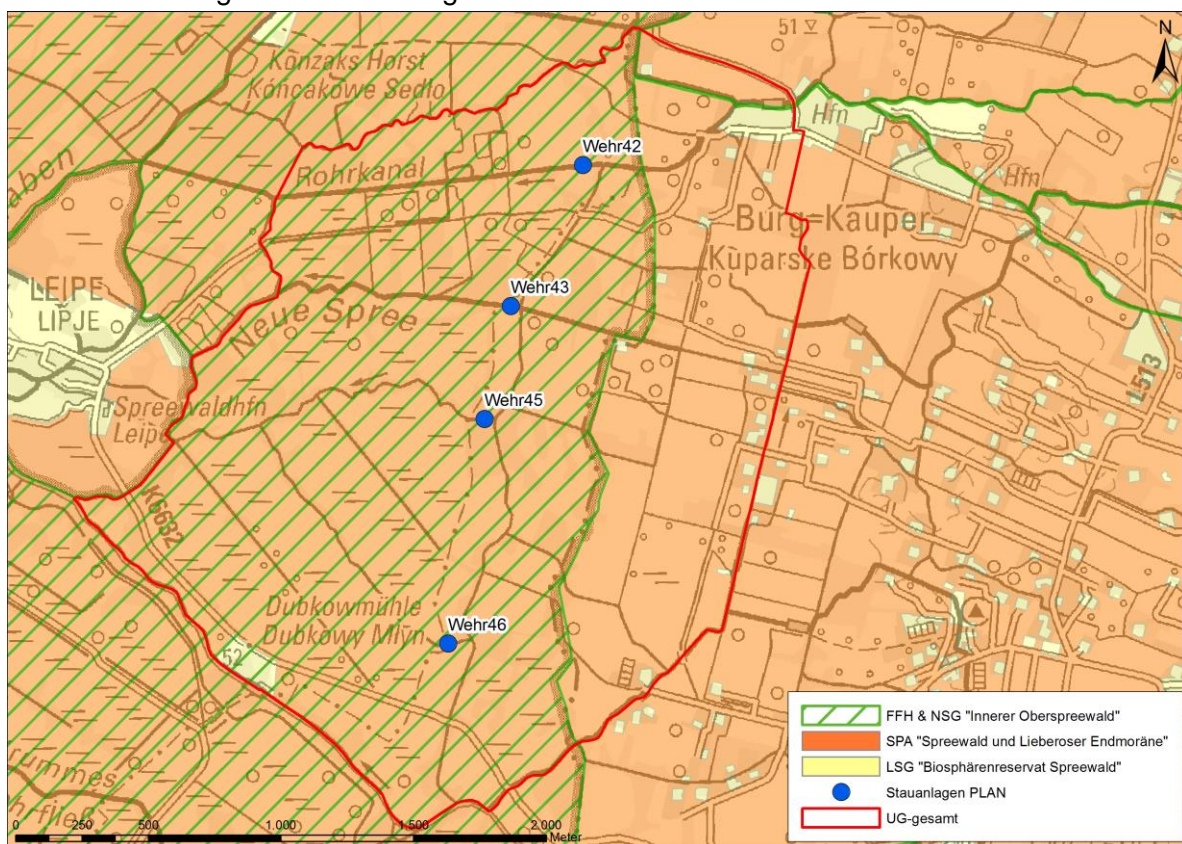 Konzaks Horst
Kóńcakowe Sedło
51
N
Hfn
Wehr42
Rohrkanal
Hfn
Burg-Kauper
Kuparske Bórkowy
aben
LEIPE
LIPJE
Wehr43
Neue Spree
L513
Wehr45
Spreewaldhfn
Leipe
K6632
Dubkowmühle
Dubkowy Młyn
Wehr46
52
FFH & NSG "Innerer Oberspreewald"
SPA "Spreewald und Lieberoser Endmoräne"
LSG "Biosphärenreservat Spreewald"
Stauanlagen PLAN
UG-gesamt
0 250 500 1.000 1.500 2.000
Meter